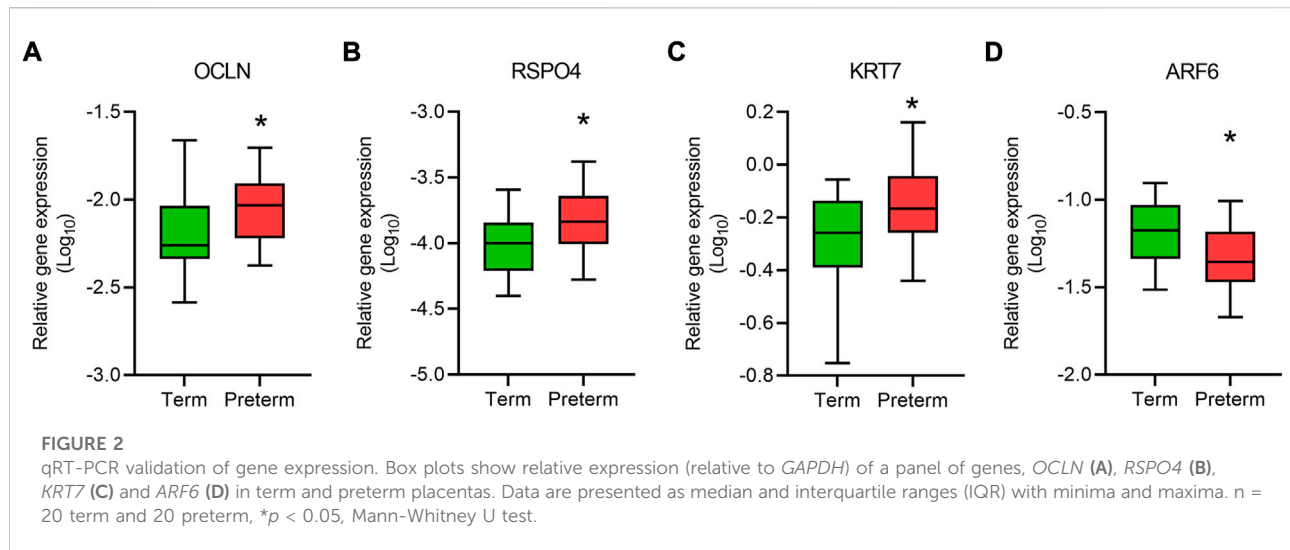 A
OCLN
Relative gene expression
(Log10)
-1.5
-2.0
-2.5
-3.0
*
Term Preterm
B
RSPO4
Relative gene expression
(Log10)
-3.0
-3.5
-4.0
-4.5
-5.0
*
Term Preterm
C
KRT7
Relative gene expression
(Log10)
0.2
0.0
-0.2
-0.4
-0.6
-0.8
*
Term Preterm
D
ARF6
Relative gene expression
(Log10)
-0.5
-1.0
-1.5
-2.0
*
Term Preterm
FIGURE 2
qRT-PCR validation of gene expression. Box plots show relative expression (relative to GAPDH) of a panel of genes, OCLN (A), RSPO4 (B),
KRT7 (C) and ARF6 (D) in term and preterm placentas. Data are presented as median and interquartile ranges (IQR) with minima and maxima. n =
20 term and 20 preterm, *p < 0.05, Mann-Whitney U test.